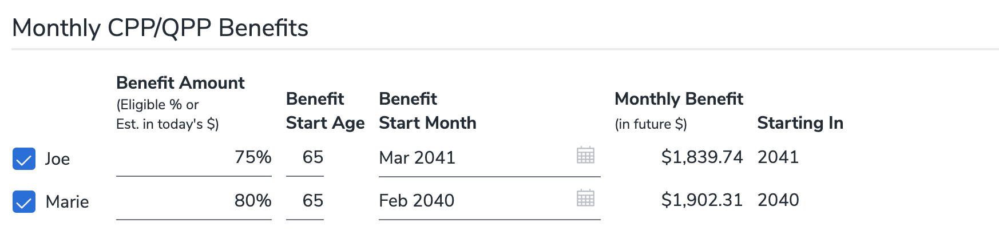 Monthly CPP/QPP Benefits
Benefit Amount
(Eligible % or
Est. in today's $)
Benefit
Start Age
Benefit
Start Month
Monthly Benefit
(in future $)
Starting In
Joe 75% 65 Mar 2041 $1,839.74 2041
Marie 80% 65 Feb 2040 $1,902.31 2040